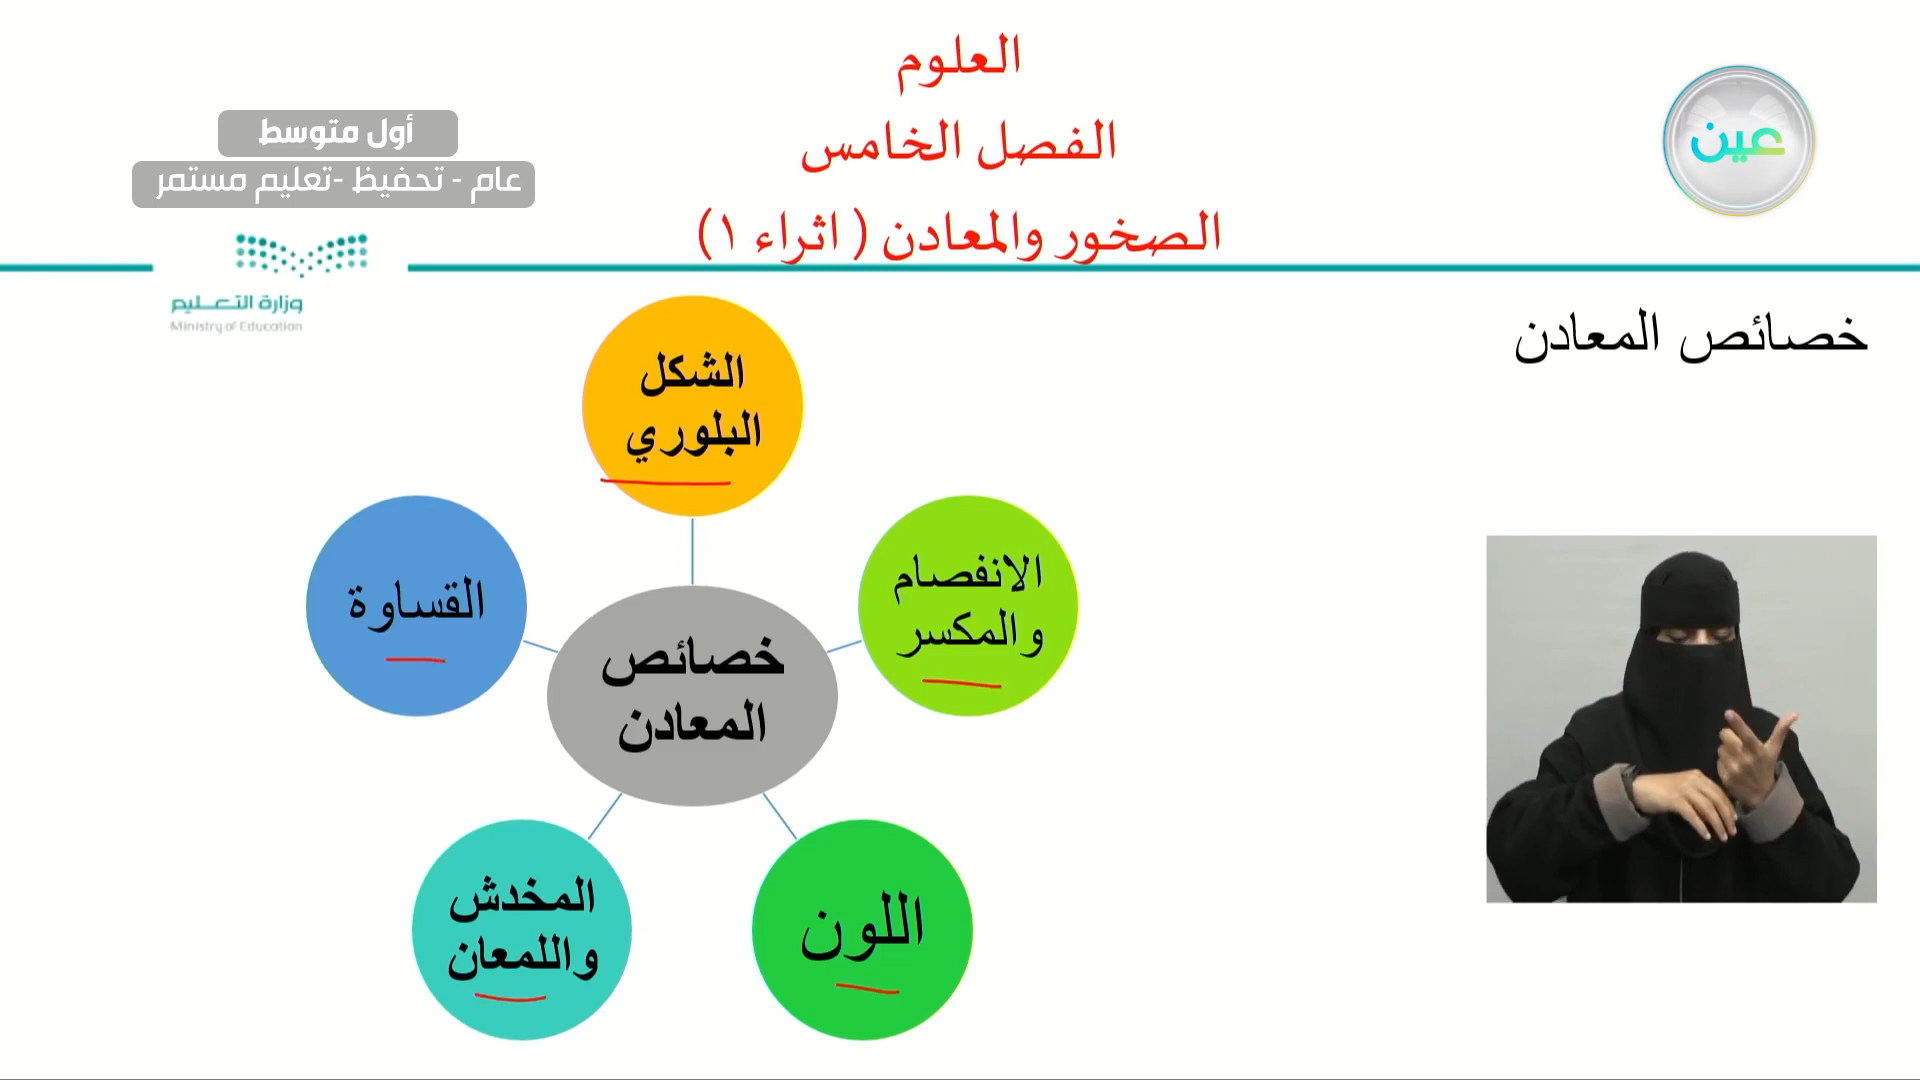 العلوم
الفصل الخامس
الصخور والمعادن ( اثراء ١)
عين
أول متوسط
عام - تحفيظ -تعليم مستمر
وزارة التعليم
Ministry of Education
خصائص المعادن
الشكل
البلوري
الانفصام
والمكسر
القساوة
خصائص
المعادن
المخدش
واللمعان
اللون